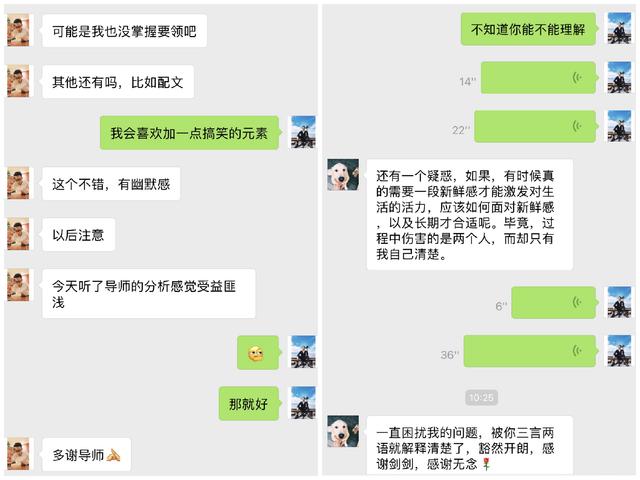 可能是我也没掌握要领吧
其他还有吗，比如配文
我会喜欢加一点搞笑的元素
这个不错，有幽默感
以后注意
今天听了导师的分析感觉受益匪
浅
那就好
多谢导师
不知道你能不能理解
14"
22"
还有一个疑惑，如果，有时候真
的需要一段新鲜感才能激发对生
活的活力，应该如何面对新鲜感
，以及长期才合适呢。毕竟，过
程中伤害的是两个人，而却只有
我自己清楚。
6"
36"
10:25
一直困扰我的问题，被你三言两
语就解释清楚了，豁然开朗，感
谢剑剑，感谢无念🌹